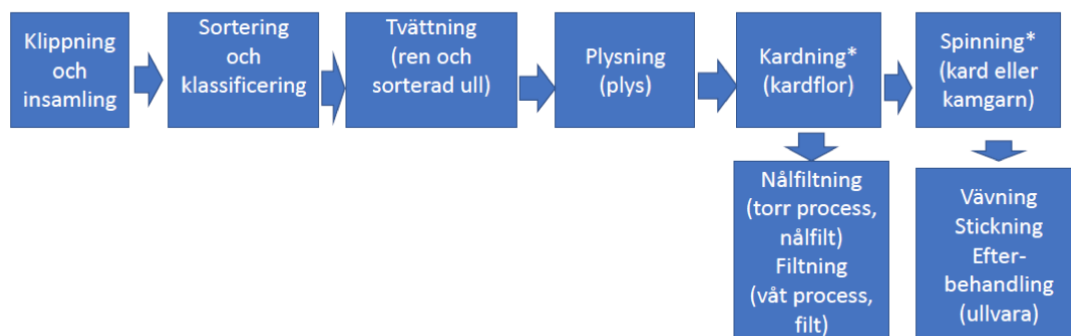 Klippning
och
insamling
Sortering
och
klassificering
Tvättning
(ren och
sorterad ull)
Plysning
(plys)
Kardning*
(kardflor)
Spinning*
(kard eller
kamgarn)
Nålfiltning
(torr process,
nålfilt)
Filtning
(våt process,
filt)
Vävning
Stickning
Efter-
behandling
(ullvara)